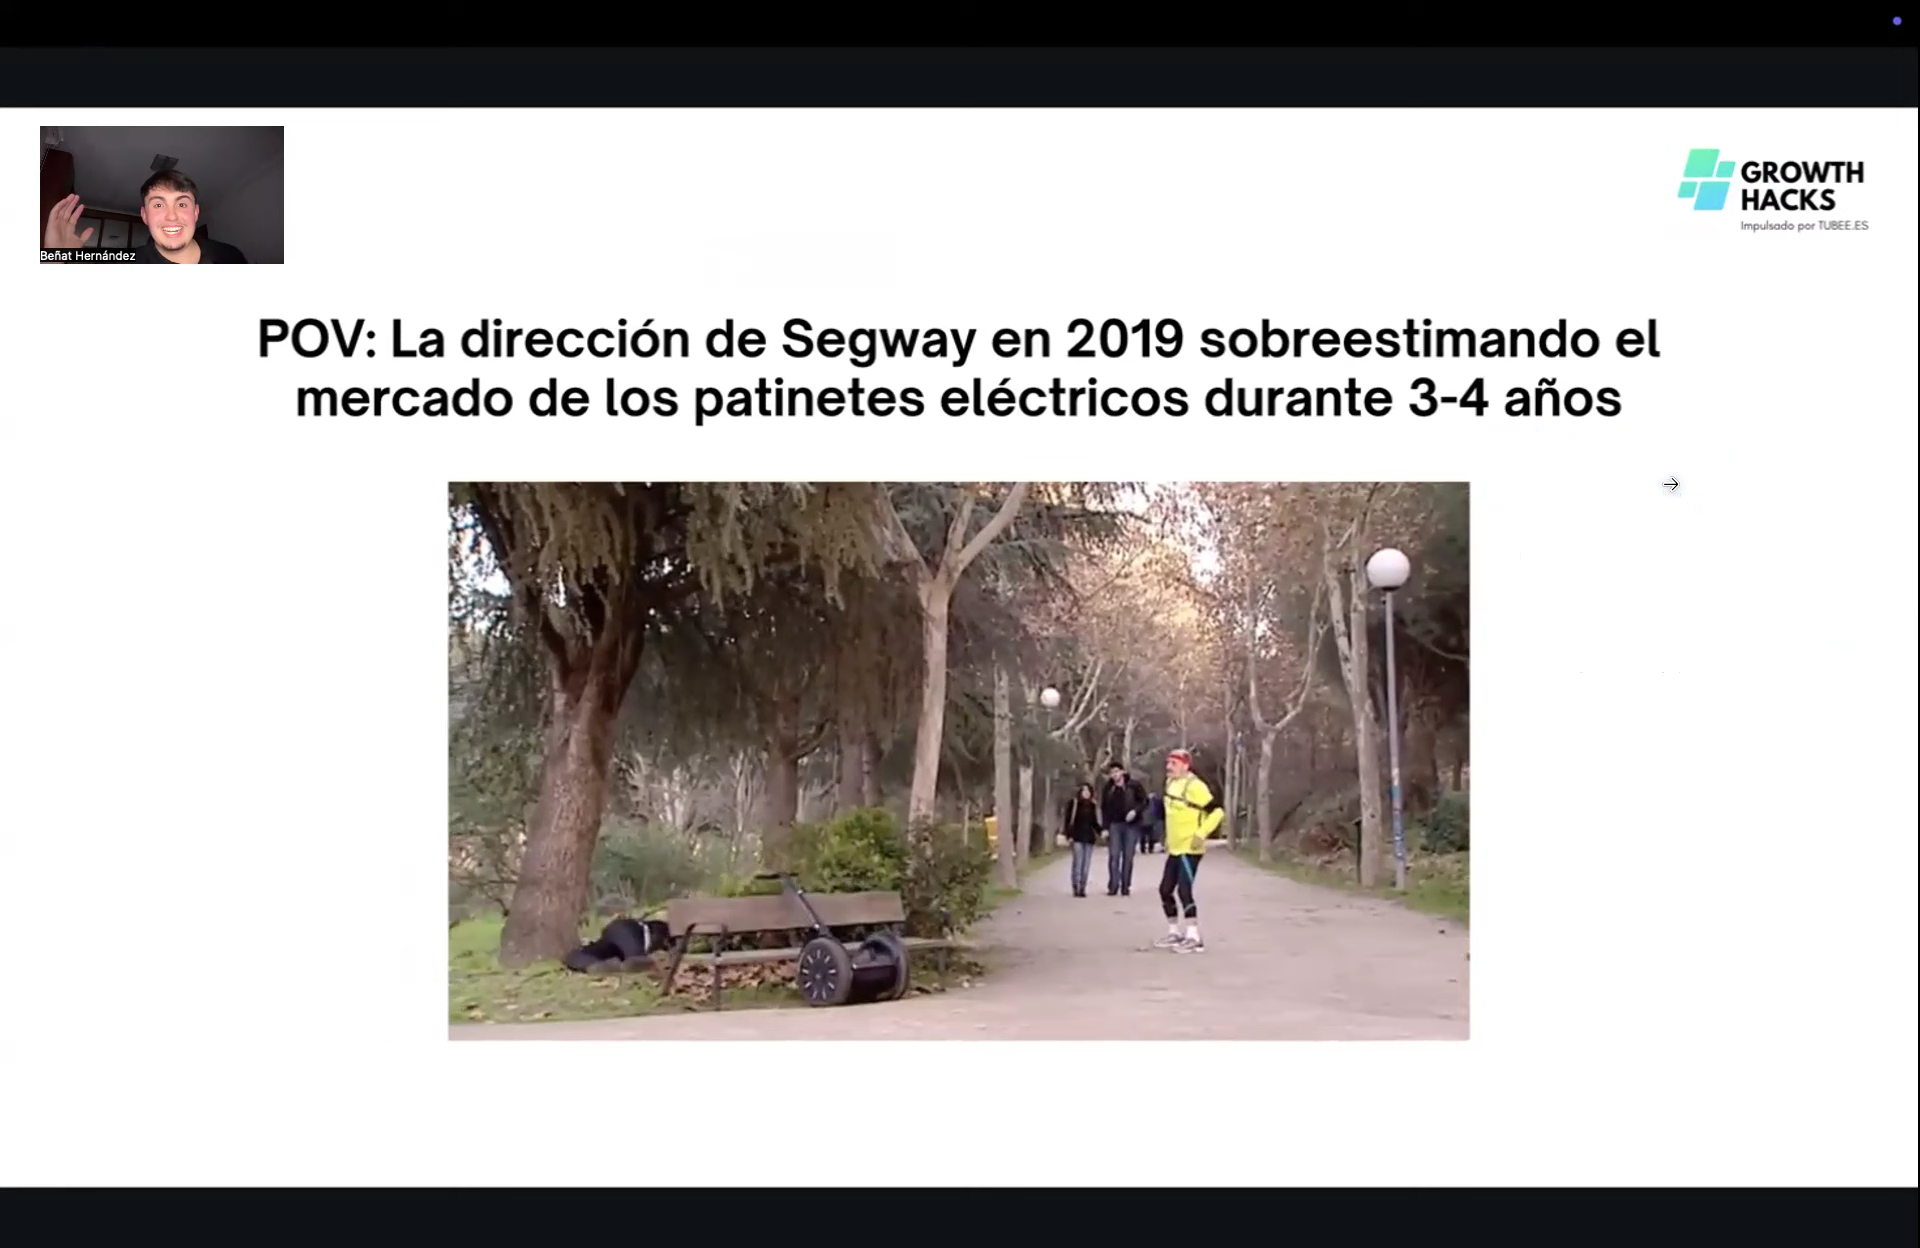 Beñat Hernández
GROWTH
HACKS
Impulsado por TUBEE.ES
POV: La dirección de Segway en 2019 sobreestimando el
mercado de los patinetes eléctricos durante 3-4 años